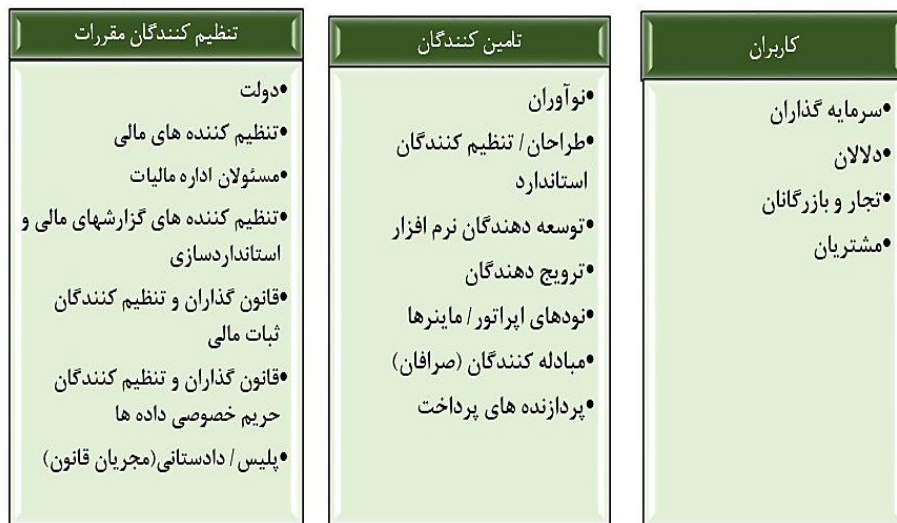 کاربران
•سرمایه گذاران
•دلالان
•تجار و بازرگانان
•مشتریان
تامین کنندگان
•نوآوران
•طراحان/ تنظیم کنندگان
استاندارد
•توسعه دهندگان نرم افزار
•ترویج دهندگان
•نودهای اپراتور/ ماینرها
•مبادله کنندگان (صرافان)
•پردازنده های پرداخت
تنظیم کنندگان مقررات
•دولت
•تنظیم کننده های مالی
•مسئولان اداره مالیات
•تنظیم کننده های گزارشهای مالی و
استانداردسازی
•قانون گذاران و تنظیم کنندگان
ثبات مالی
•قانون گذاران و تنظیم کنندگان
حریم خصوصی داده ها
•پلیس/ دادستانی(مجریان قانون)